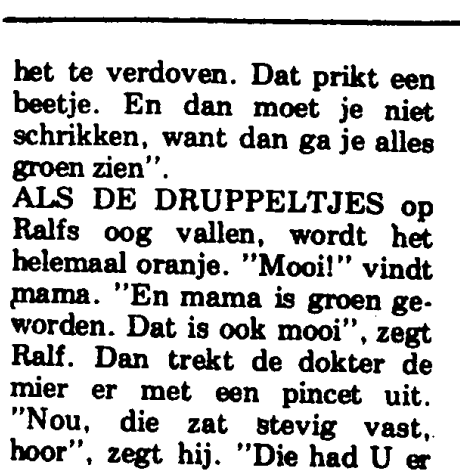 het te verdoven. Dat prikt een
beetje. En dan moet je niet
schrikken, want dan ga je alles
groen zien".
ALS DE DRUPPELTJES op
Ralfs oog vallen, wordt het
helemaal oranje. "Mooi!" vindt
mama. "En mama is groen ge-
worden. Dat is ook mooi", zegt
Ralf. Dan trekt de dokter de
mier er met een pincet uit.
"Nou, die zat stevig vast,
hoor", zegt hij. "Die had U er